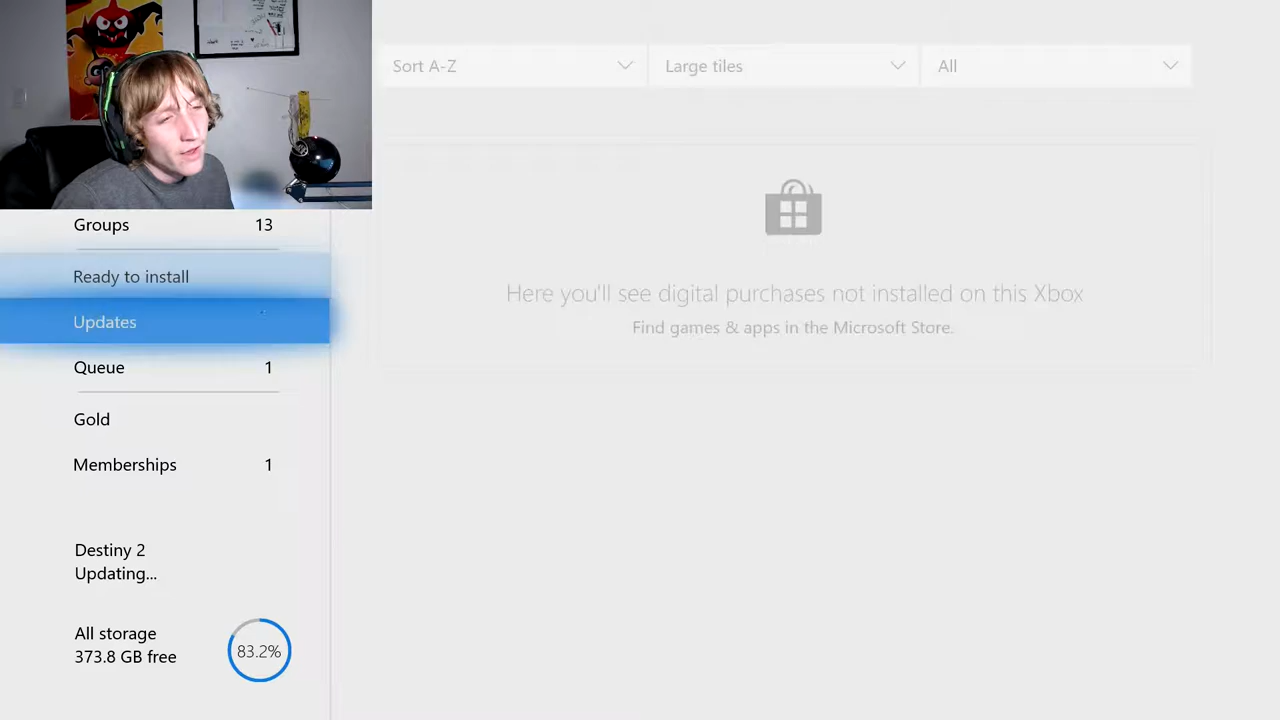 Sort A-Z
Large tiles
All
Groups 13
Ready to install
Updates
Queue 1
Gold
Memberships 1
Here you'll see digital purchases not installed on this Xbox
Find games & apps in the Microsoft Store.
Destiny 2
Updating...
All storage
373.8 GB free
83.2%